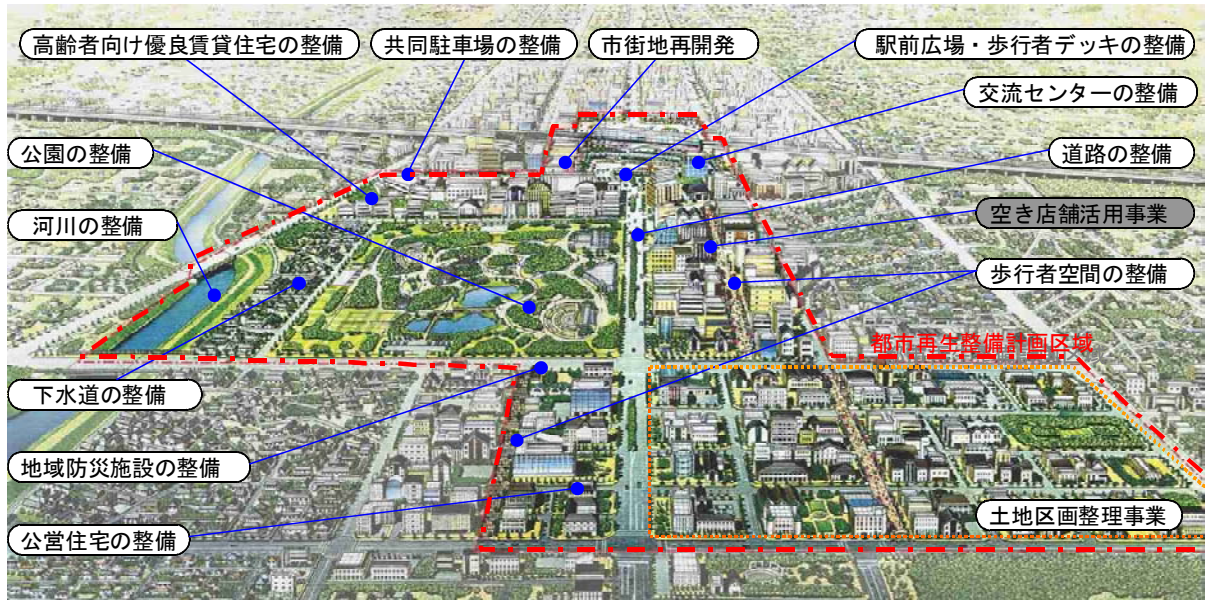 高齢者向け優良賃貸住宅の整備
共同駐車場の整備
市街地再開発
駅前広場・歩行者デッキの整備
交流センターの整備
公園の整備
道路の整備
河川の整備
空き店舗活用事業
歩行者空間の整備
都市再生整備計画区域
下水道の整備
地域防災施設の整備
土地区画整理事業
公営住宅の整備